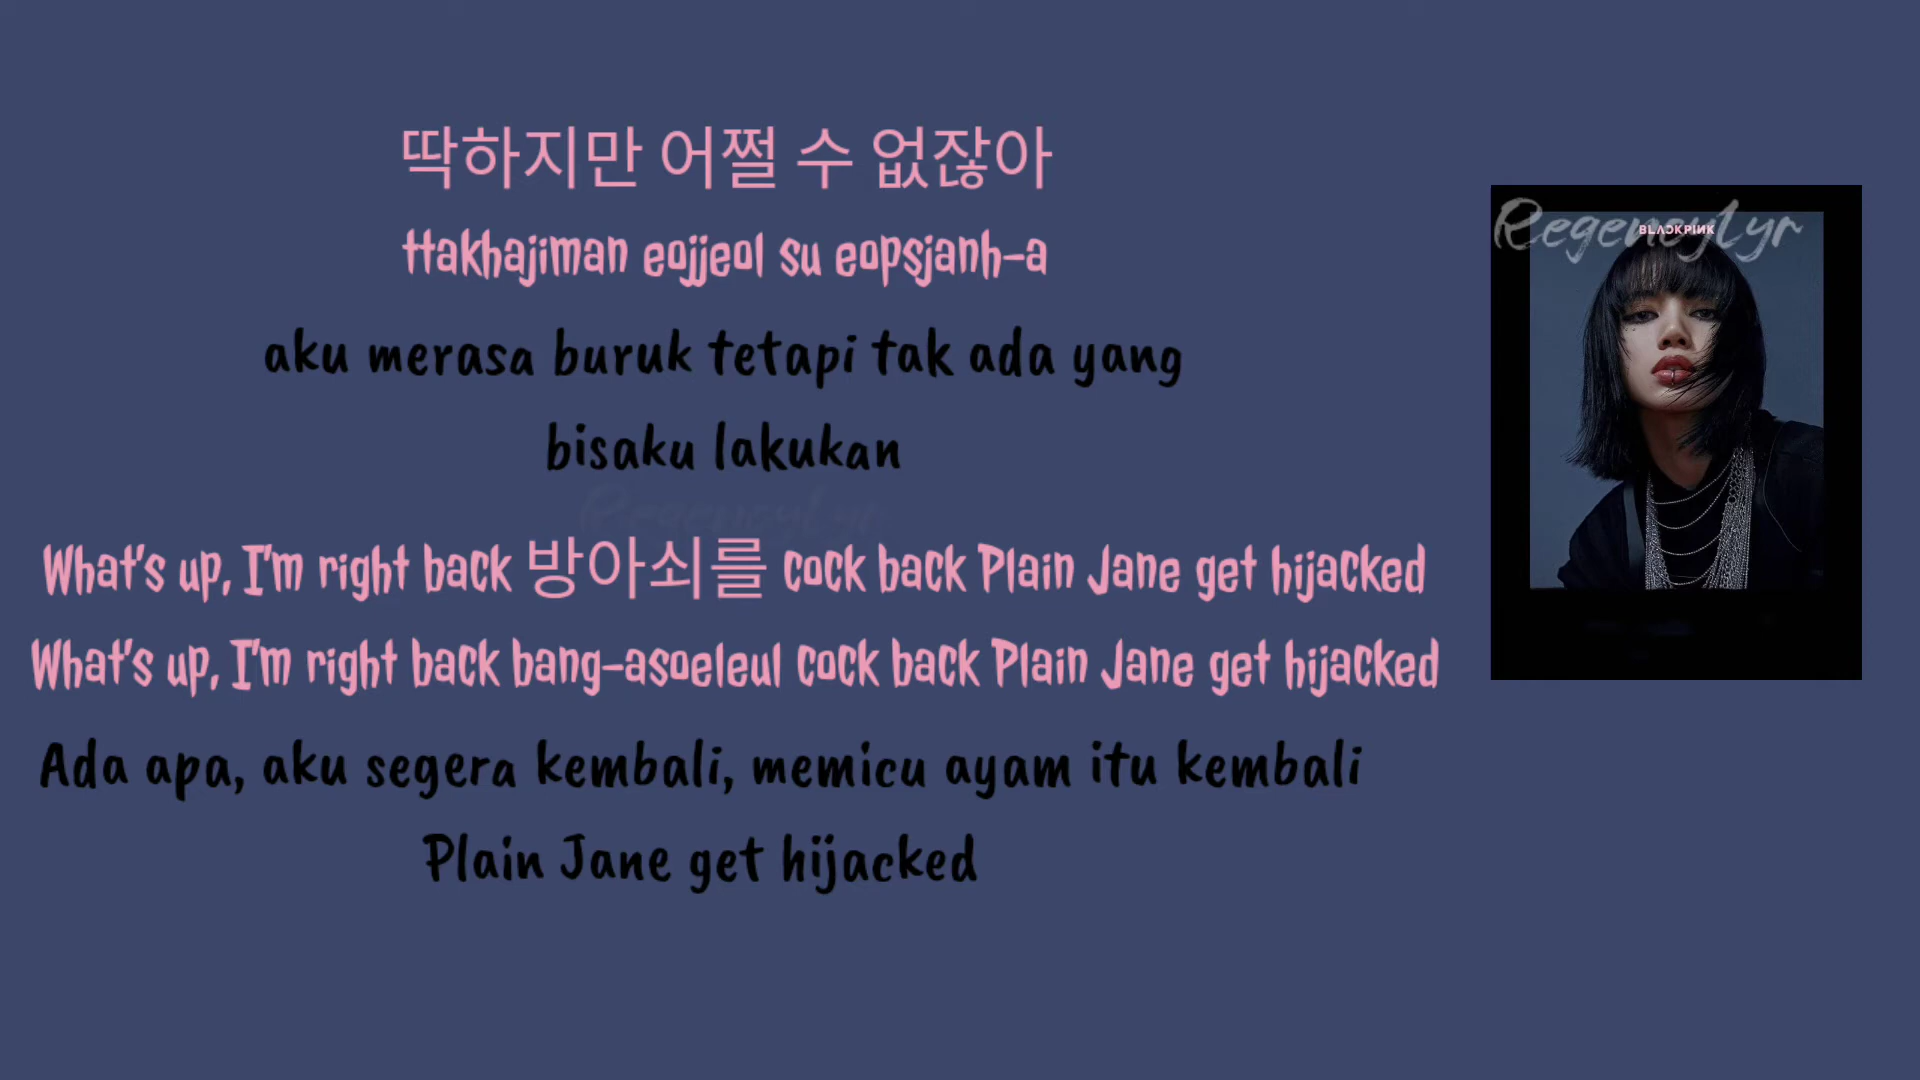 딱하지만 어쩔 수 없잖아
ttakhajiman eojjeol su eopsjanh-a
aku merasa buruk tetapi tak ada yang
bisaku lakukan
RegeneyLyr
What's up, I'm right back 방아쇠를 cock back Plain Jane get hijacked
What's up, I'm right back bang-asoeleul cock back Plain Jane get hijacked
Ada apa, aku segera kembali, memicu ayam itu kembali
Plain Jane get hijacked
RegeneyLyr
BLACKPINK